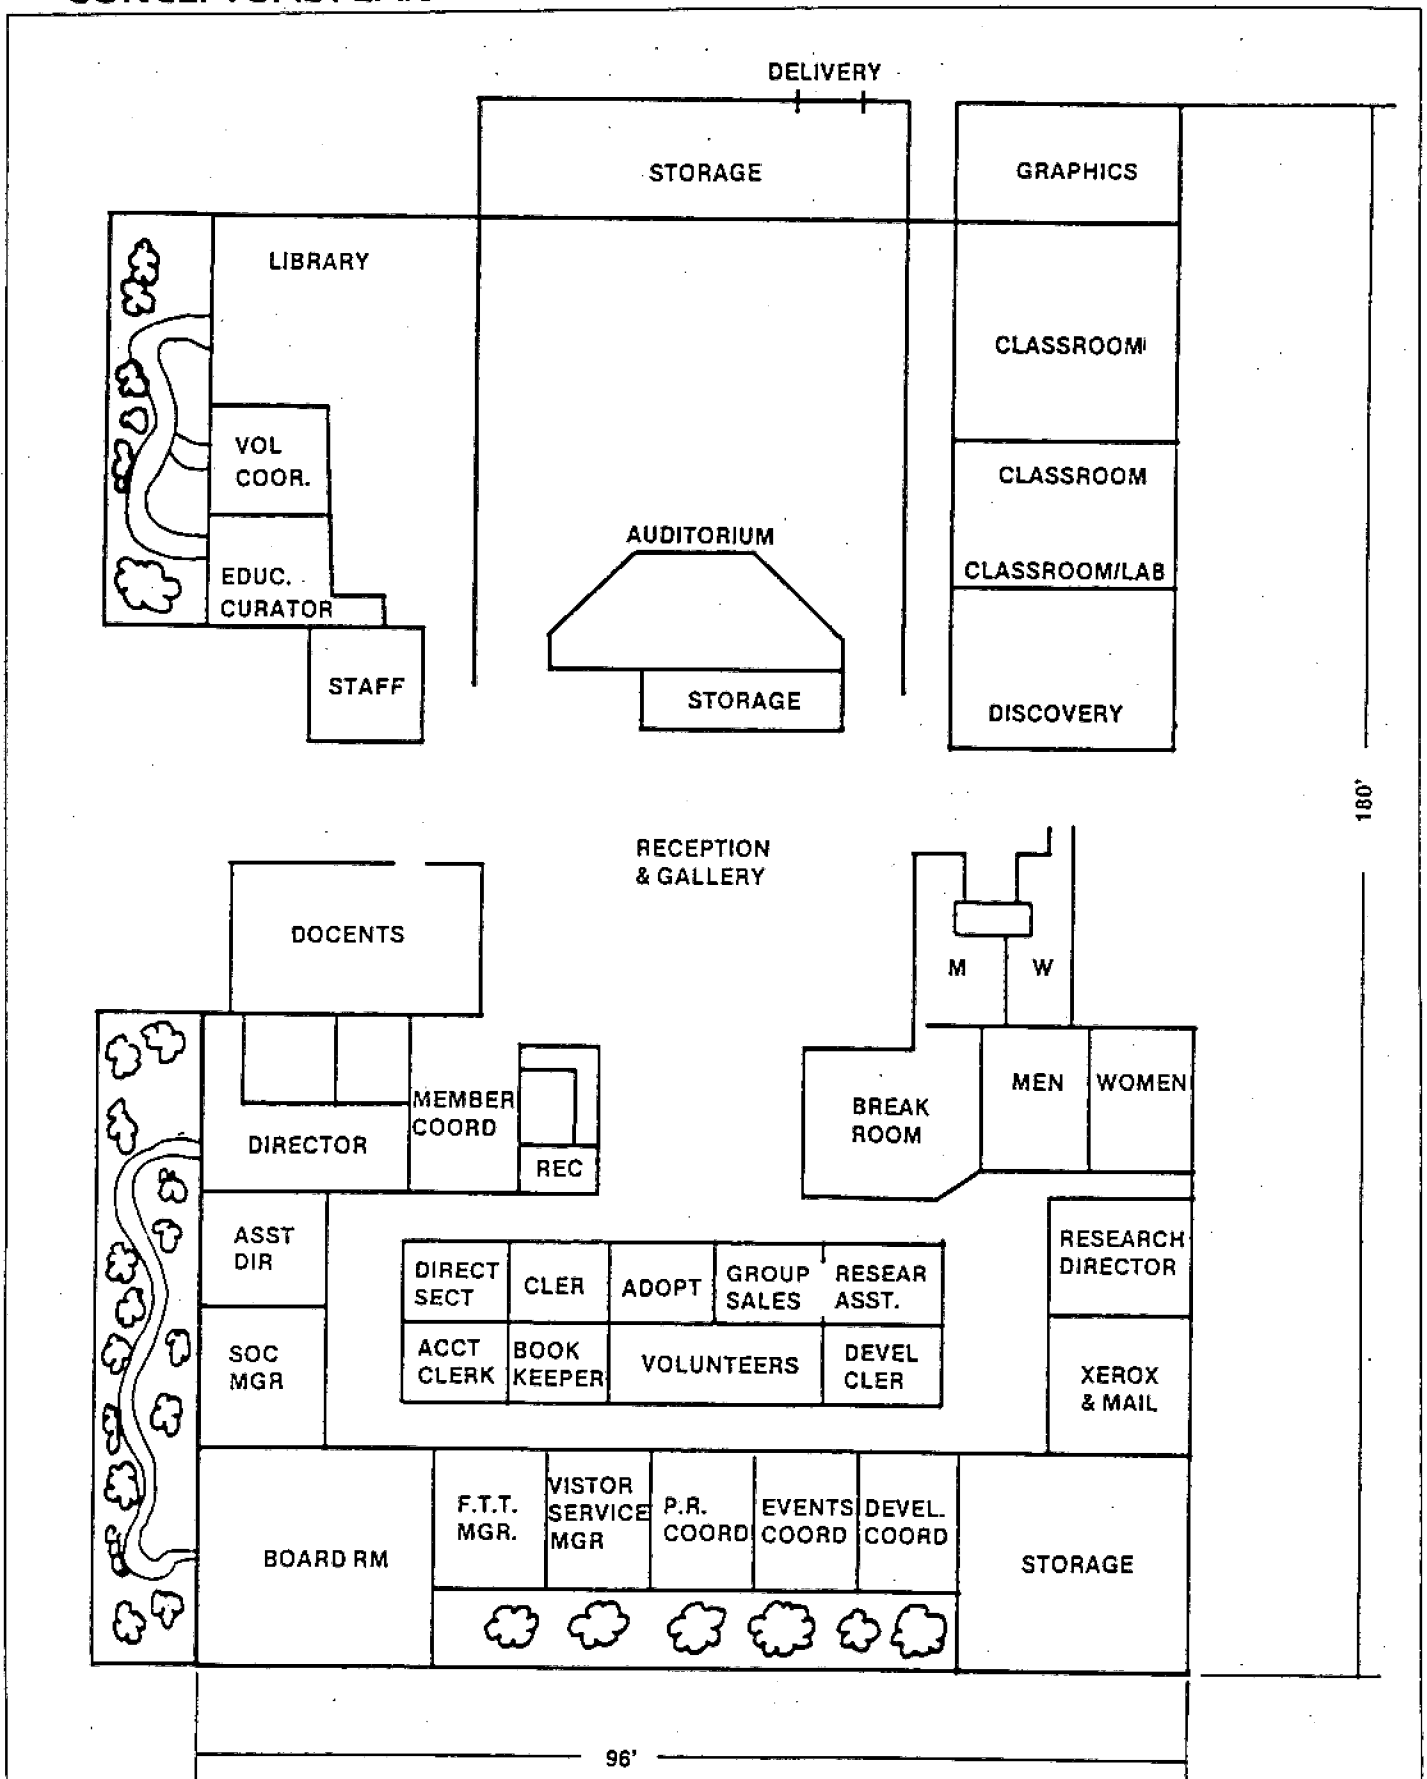 DELIVERY
STORAGE
GRAPHICS
LIBRARY
CLASSROOM
VOL
COOR.
CLASSROOM
AUDITORIUM
CLASSROOM/LAB
EDUC.
CURATOR
STAFF
STORAGE
DISCOVERY
180'
RECEPTION
& GALLERY
DOCENTS
M
W
MEN
WOMEN
MEMBER
COORD
BREAK
ROOM
DIRECTOR
REC
ASST
DIR
RESEARCH
DIRECTOR
DIRECT
SECT
CLER
ADOPT
GROUP
SALES
RESEAR
ASST.
SOC
MGR
ACCT
CLERK
BOOK
KEEPER
VOLUNTEERS
DEVEL
CLER
XEROX
& MAIL
BOARD RM
F.T.T.
MGR.
VISTOR
SERVICE
MGR
P.R.
COORD
EVENTS
COORD
DEVEL.
COORD
STORAGE
96'